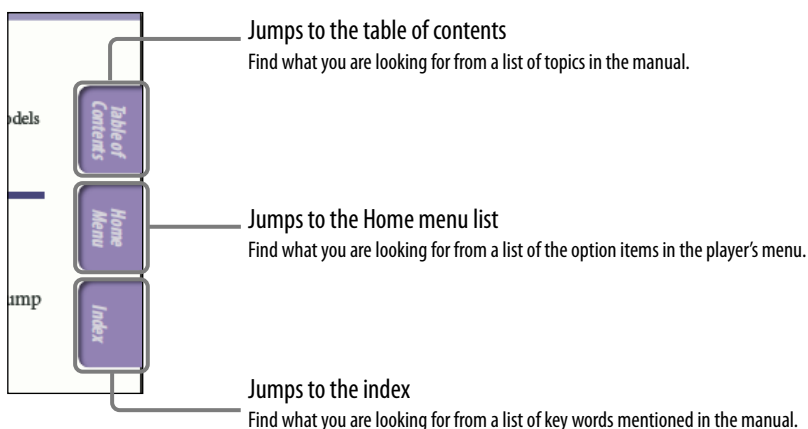 Jumps to the table of contents
Find what you are looking for from a list of topics in the manual.
odels
Table of
Contents
Jumps to the Home menu list
Find what you are looking for from a list of the option items in the player's menu.
Home
Menu
ump
Index
Jumps to the index
Find what you are looking for from a list of key words mentioned in the manual.